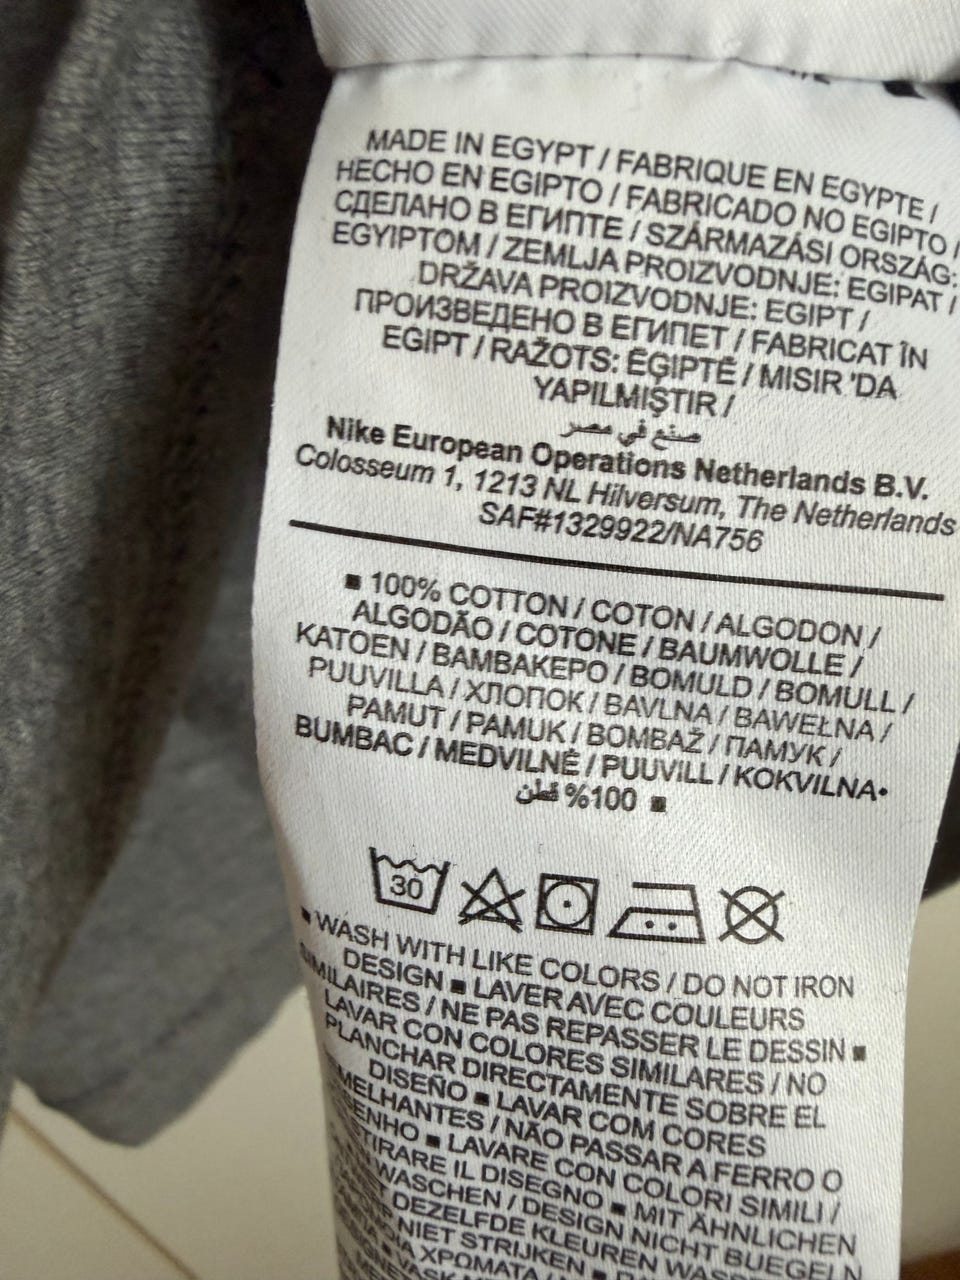 MADE IN EGYPT / FABRIQUE EN EGYPTE /
HECHO EN EGIPTO / FABRICADO NO EGIPTO /
СДЕЛАНО В ЕГИПТЕ / SZÁRMAZÁSI ORSZÁG:
EGYIPTOM / ZEMLJA PROIZVODNJE: EGIPAT /
DRŽAVA PROIZVODNJE: EGIPT /
ПРОИЗВЕДЕНО В ЕГИПЕТ / FABRICAT ÎN
EGIPT / RAŽOTS: ĒĢIPTĒ / MISIR 'DA
YAPILMIŞTIR /
صنع في مصر
Nike European Operations Netherlands B.V.
Colosseum 1, 1213 NL Hilversum, The Netherlands
SAF#1329922/NA756
■ 100% COTTON / COTON / ALGODON /
ALGODÃO / COTONE / BAUMWOLLE /
KATOEN / ΒΑΜΒΑΚΕΡΟ / BOMULD / BOMULL /
PUUVILLA / ХЛОПОК / BAVLNA / BAWEŁNA /
PAMUT / PAMUK / BOMBAŽ / ПАМУК /
BUMBAC / MEDVILNĖ / PUUVILL / KOKVILNA•
قطن %100 ■
30
■ WASH WITH LIKE COLORS / DO NOT IRON
DESIGN ■ LAVER AVEC COULEURS
SIMILAIRES / NE PAS REPASSER LE DESSIN ■
LAVAR CON COLORES SIMILARES / NO
PLANCHAR DIRECTAMENTE SOBRE EL
DISEÑO ■ LAVAR COM CORES
MELHANTES / NÃO PASSAR A FERRO O
SENHO ■ LAVARE CON COLORI SIMILI /
TIRARE IL DISEGNO ■ MIT ÄHNLICHEN
WASCHEN / DESIGN NICHT BUEGELN
DEZELFDE KLEUREN
NIET STRIJKEN ■
ΧΡΩΜΑΤΑ /